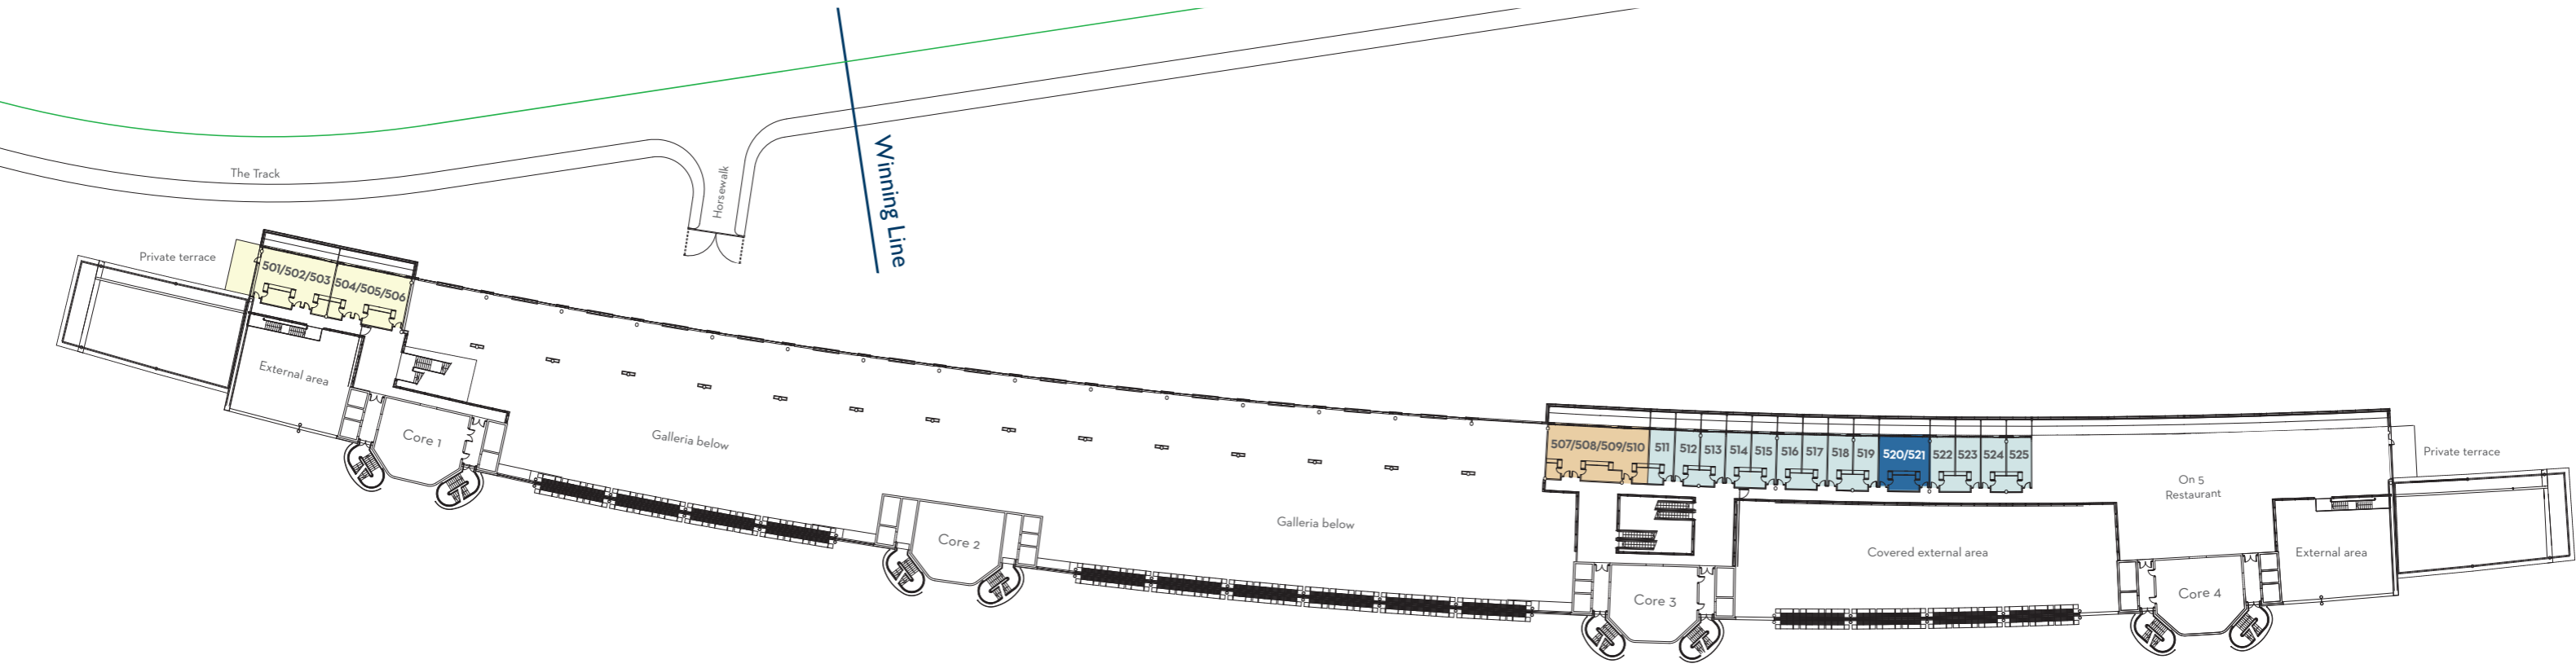 Winning Line
The Track
Horsewalk
Private terrace
501/502/503
504/505/506
External area
Core 1
Galleria below
Core 2
Galleria below
507/508/509/510
511
512
513
514
515
516
517
518
519
520/521
522
523
524
525
On 5
Restaurant
Private terrace
Covered external area
External area
Core 3
Core 4